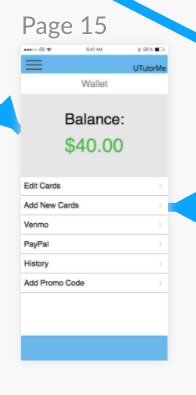 Page 15
9:41 AM
UTutorMe
Wallet
Balance:
$40.00
Edit Cards
Add New Cards
Venmo
PayPal
History
Add Promo Code